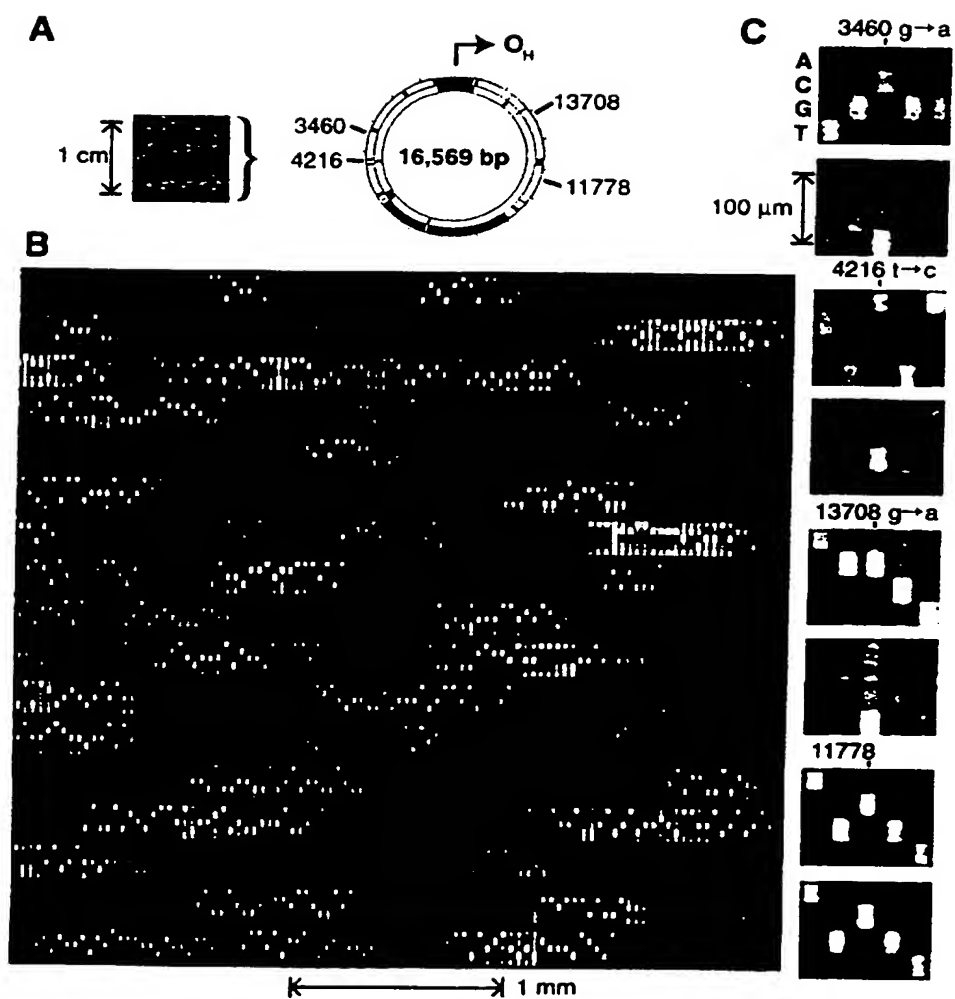 A
O_H
13708
3460
4216
16,569 bp
11778
1 cm
B
1 mm
C
3460 g→a
A
C
G
T
100 µm
4216 t→c
13708 g→a
11778